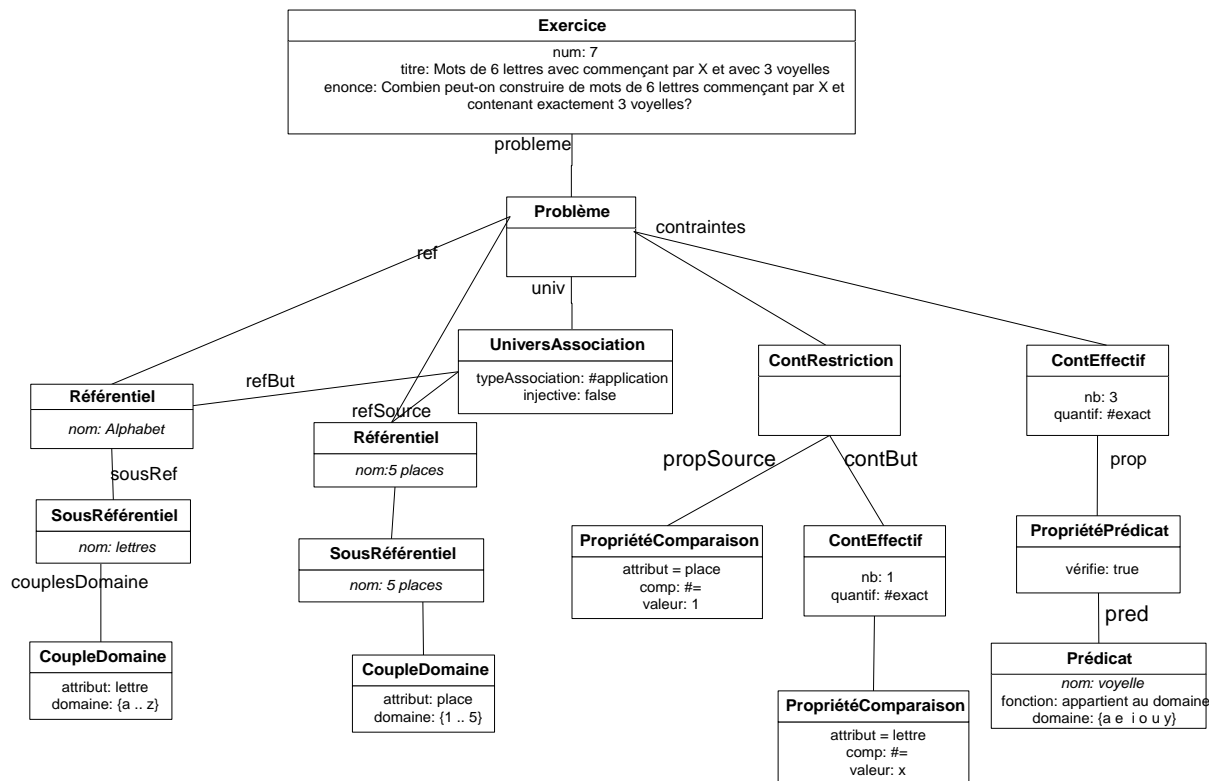 Exercice
num: 7
titre: Mots de 6 lettres avec commençant par X et avec 3 voyelles
enonce: Combien peut-on construire de mots de 6 lettres commençant par X et
contenant exactement 3 voyelles?
probleme
Problème
contraintes
ref
univ
UniversAssociation
typeAssociation: #application
injective: false
refBut
refSource
Référentiel
nom: Alphabet
sousRef
SousRéférentiel
nom: lettres
couplesDomaine
CoupleDomaine
attribut: lettre
domaine: {a .. z}
Référentiel
nom:5 places
SousRéférentiel
nom: 5 places
CoupleDomaine
attribut: place
domaine: {1 .. 5}
ContRestriction
propSource
contBut
PropriétéComparaison
attribut = place
comp: #=
valeur: 1
ContEffectif
nb: 1
quantif: #exact
PropriétéComparaison
attribut = lettre
comp: #=
valeur: x
ContEffectif
nb: 3
quantif: #exact
prop
PropriétéPrédicat
vérifie: true
pred
Prédicat
nom: voyelle
fonction: appartient au domaine
domaine: {a e i o u y}